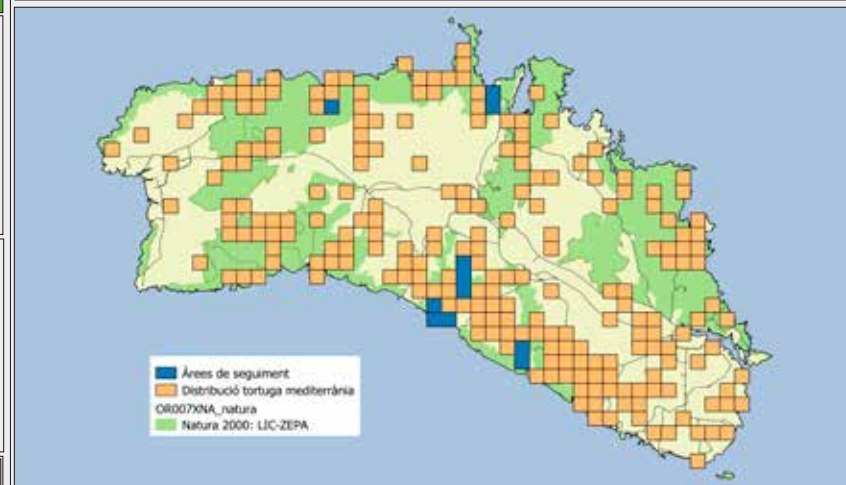 Àrees de seguiment
Distribució tortuga mediterrània
OR007XNA_natura
Natura 2000: LIC-ZEPA